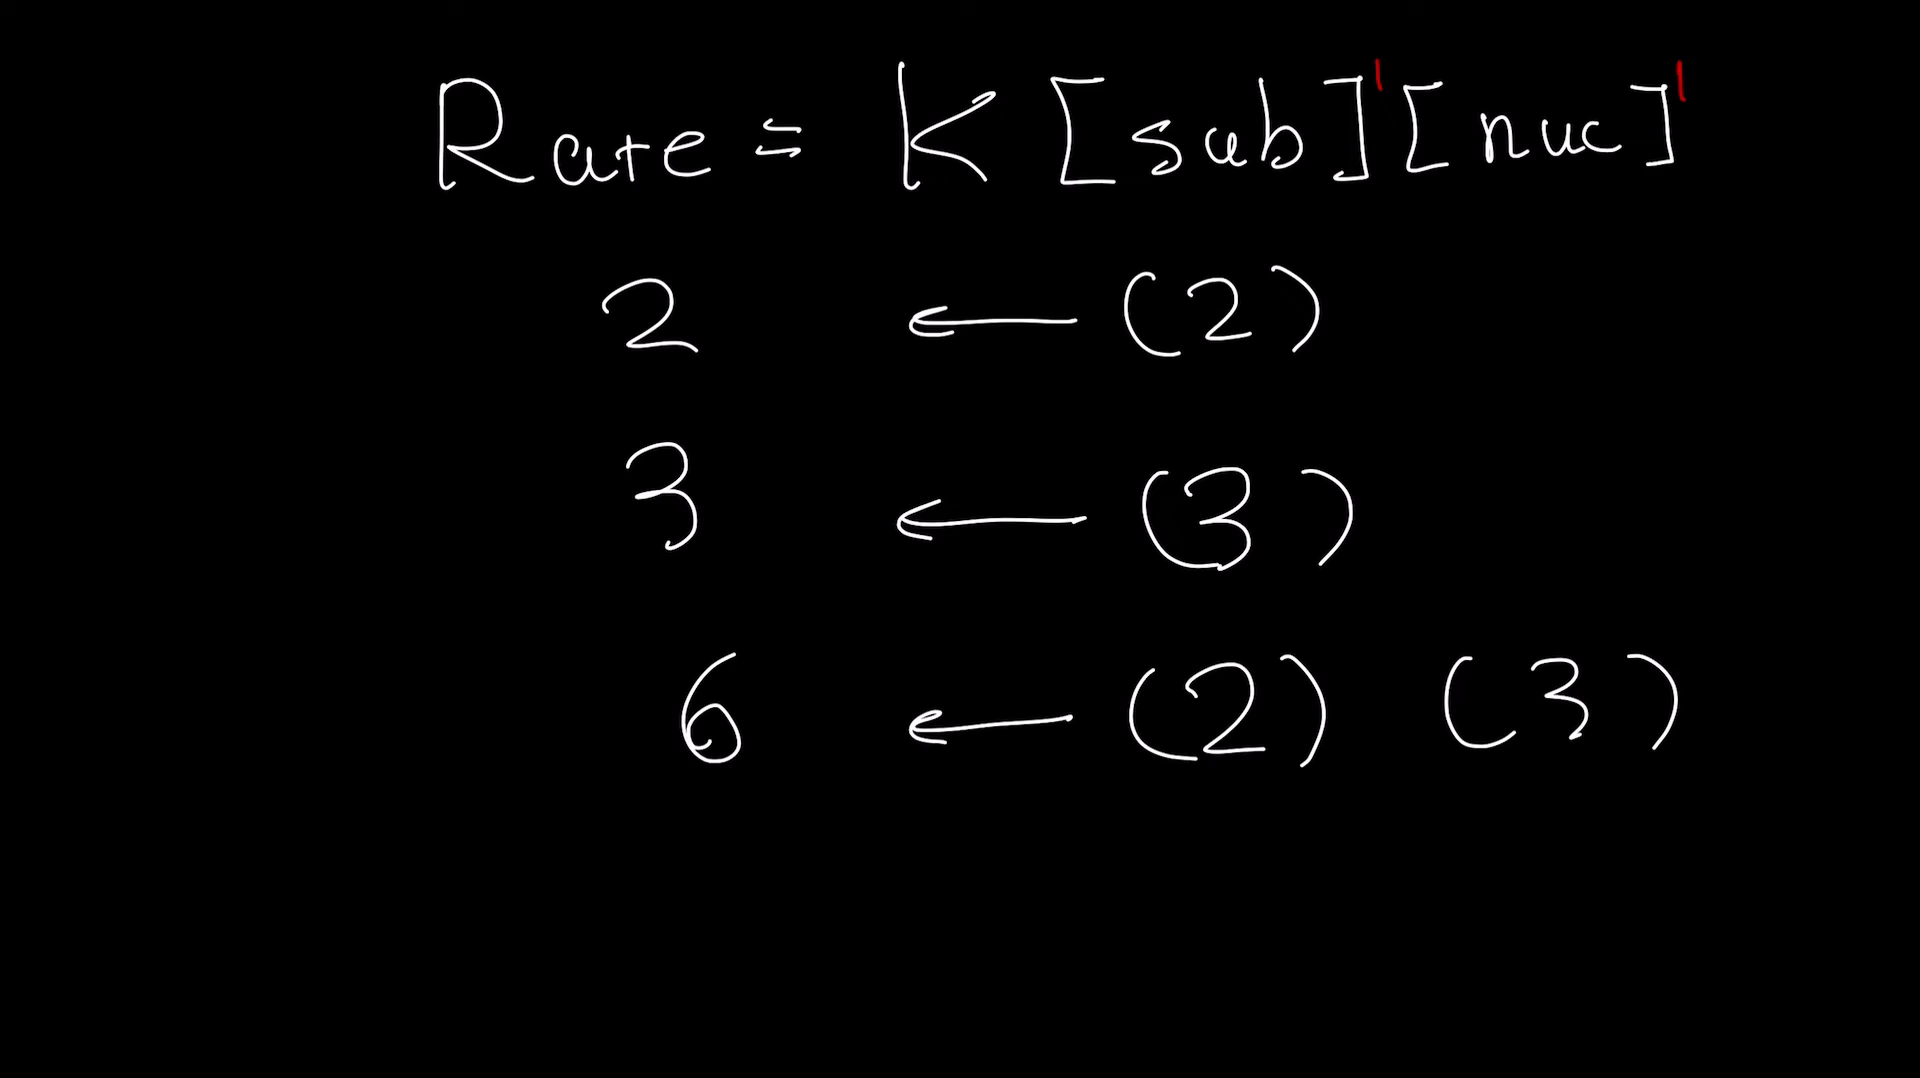 Rate = K [sub]¹ [nuc]¹
2 ← (2)
3 ← (3)
6 ← (2) (3)